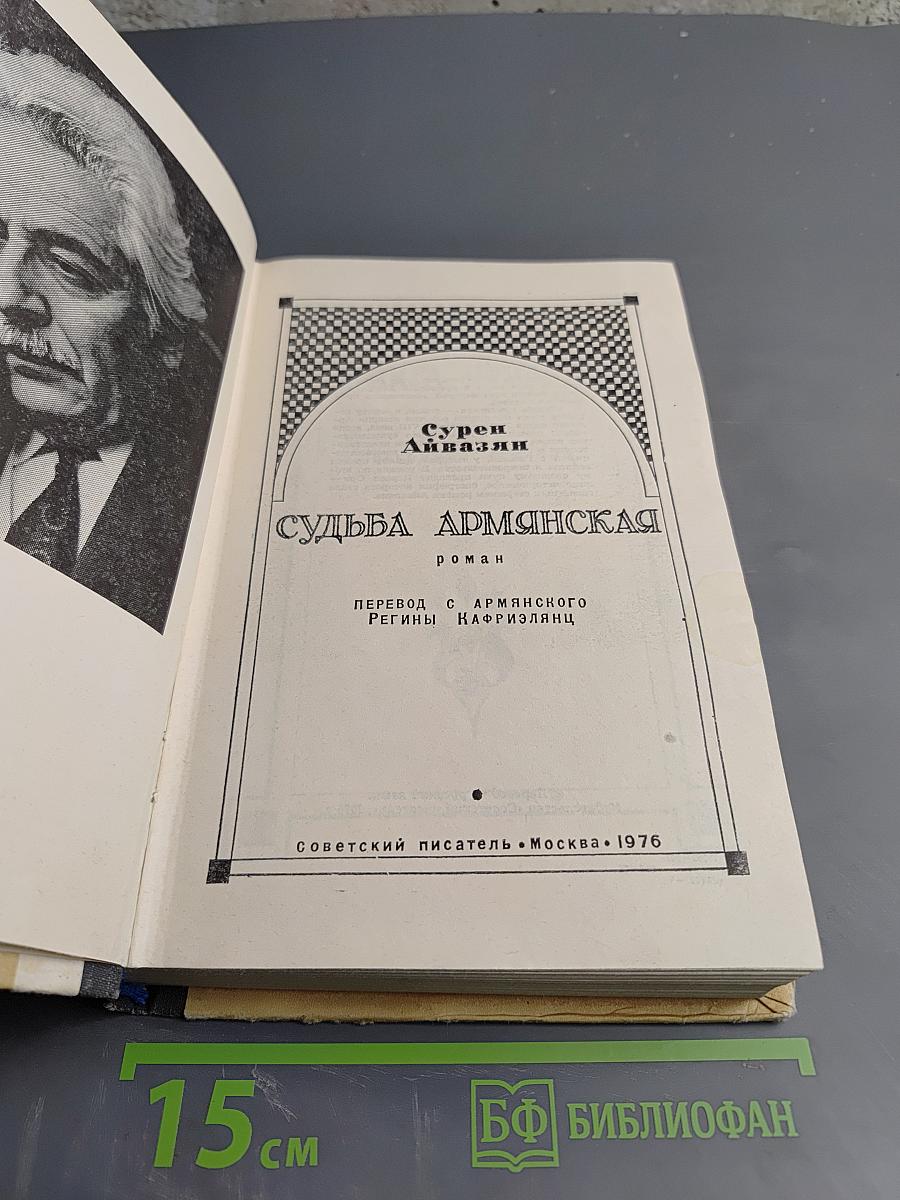 Сурен
Айвазян
СУДЬБА АРМЯНСКАЯ
роман
ПЕРЕВОД С АРМЯНСКОГО
РЕГИНЫ КАФРИЭЛЯНЦ
Советский писатель • Москва • 1976
15 см
БФ БИБЛИОФАН